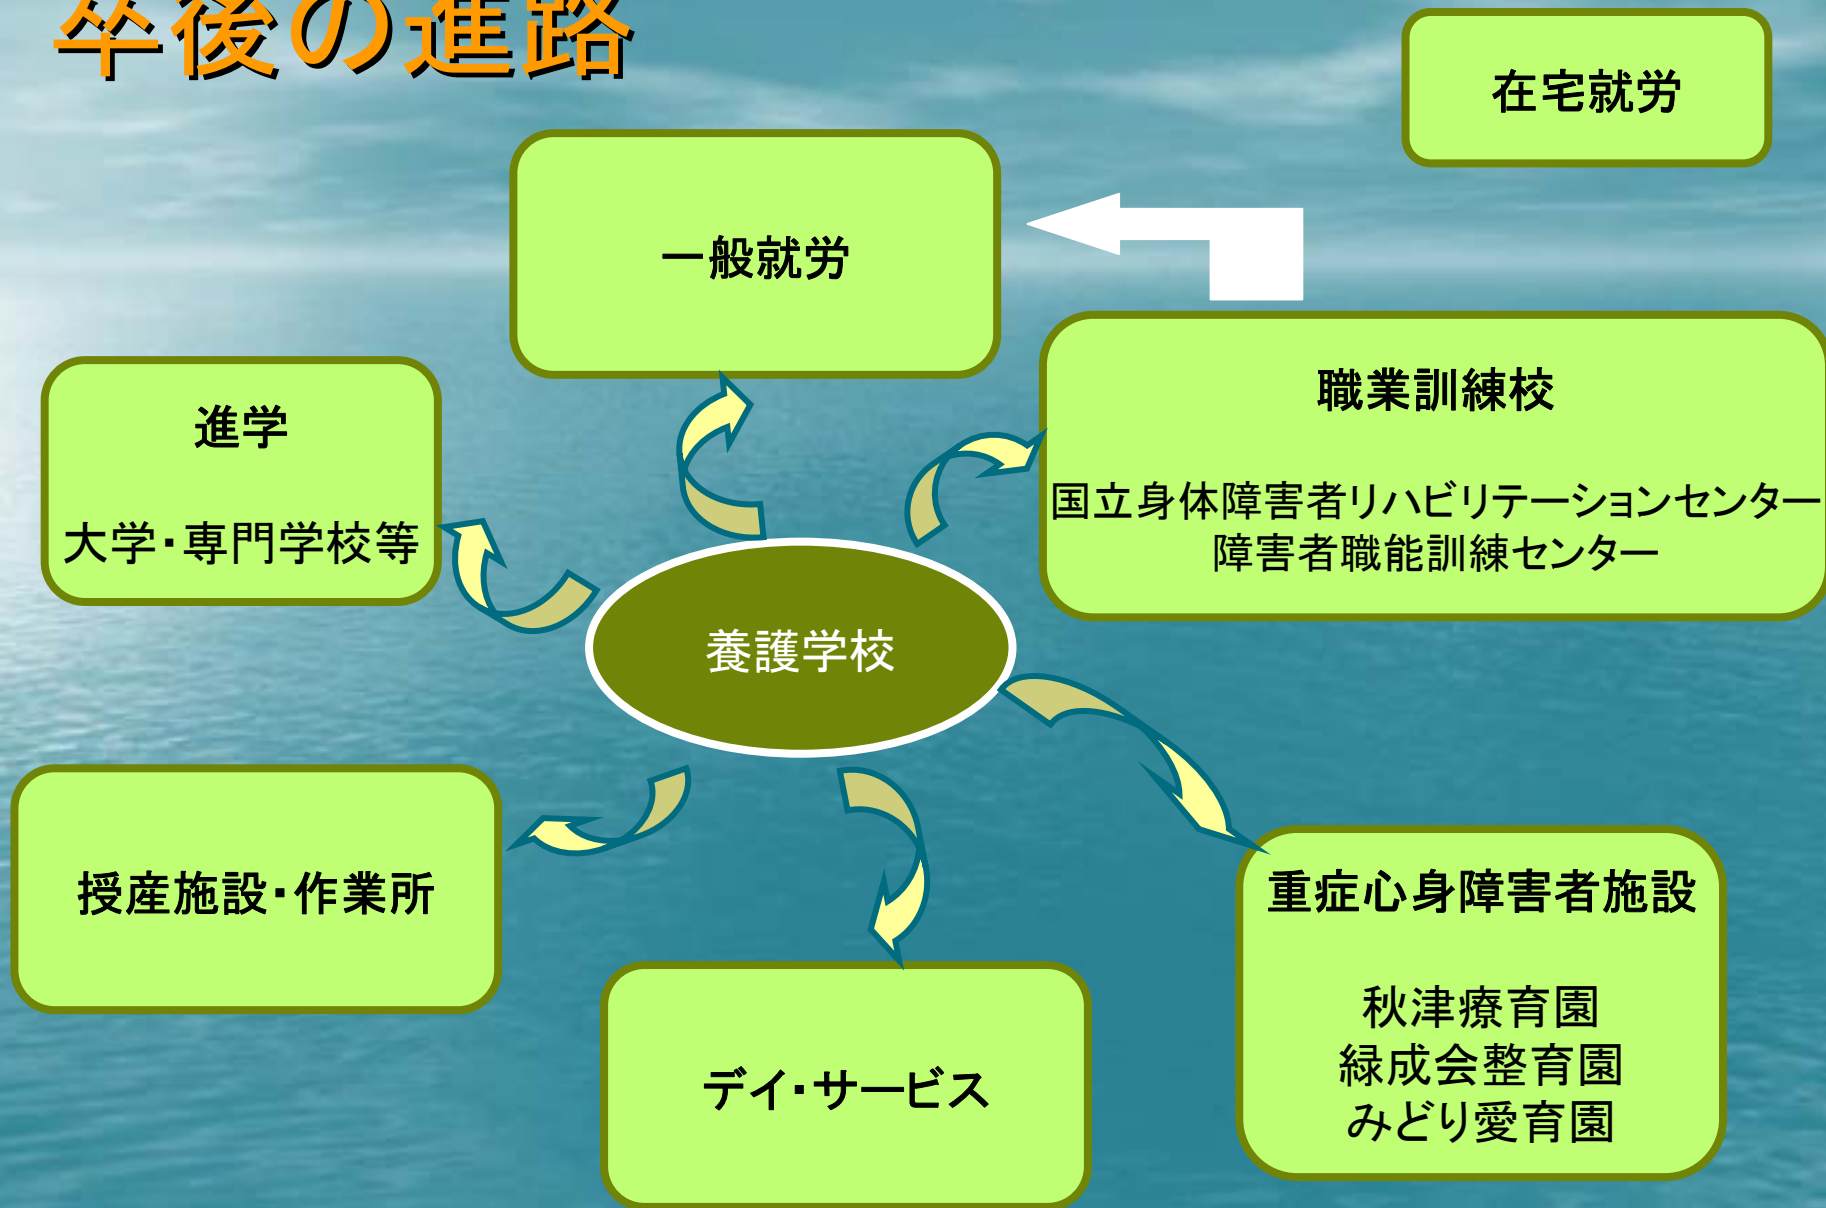 卒後の進路
在宅就労
一般就労
職業訓練校
国立身体障害者リハビリテーションセンター
障害者職能訓練センター
進学
大学・専門学校等
養護学校
授産施設・作業所
デイ・サービス
重症心身障害者施設
秋津療育園
緑成会整育園
みどり愛育園